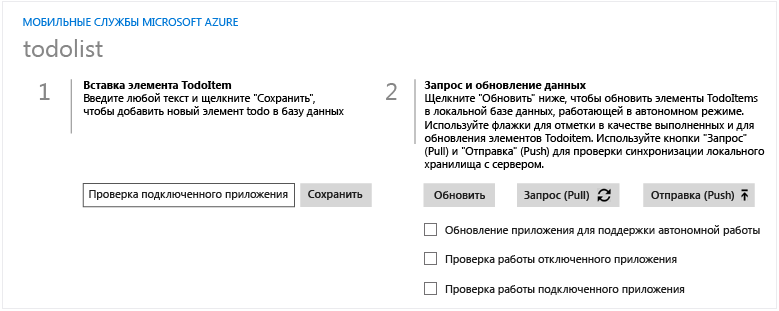 МОБИЛЬНЫЕ СЛУЖБЫ MICROSOFT AZURE
todolist
1
Вставка элемента TodoItem
Введите любой текст и щелкните "Сохранить",
чтобы добавить новый элемент todo в базу данных
Проверка подключенного приложения
Сохранить
2
Запрос и обновление данных
Щелкните "Обновить" ниже, чтобы обновить элементы TodoItems
в локальной базе данных, работающей в автономном режиме.
Используйте флажки для отметки в качестве выполненных и для
обновления элементов Todoitem. Используйте кнопки "Запрос"
(Pull) и "Отправка" (Push) для проверки синхронизации локального
хранилища с сервером.
Обновить
Запрос (Pull)
Отправка (Push)
Обновление приложения для поддержки автономной работы
Проверка работы отключенного приложения
Проверка работы подключенного приложения